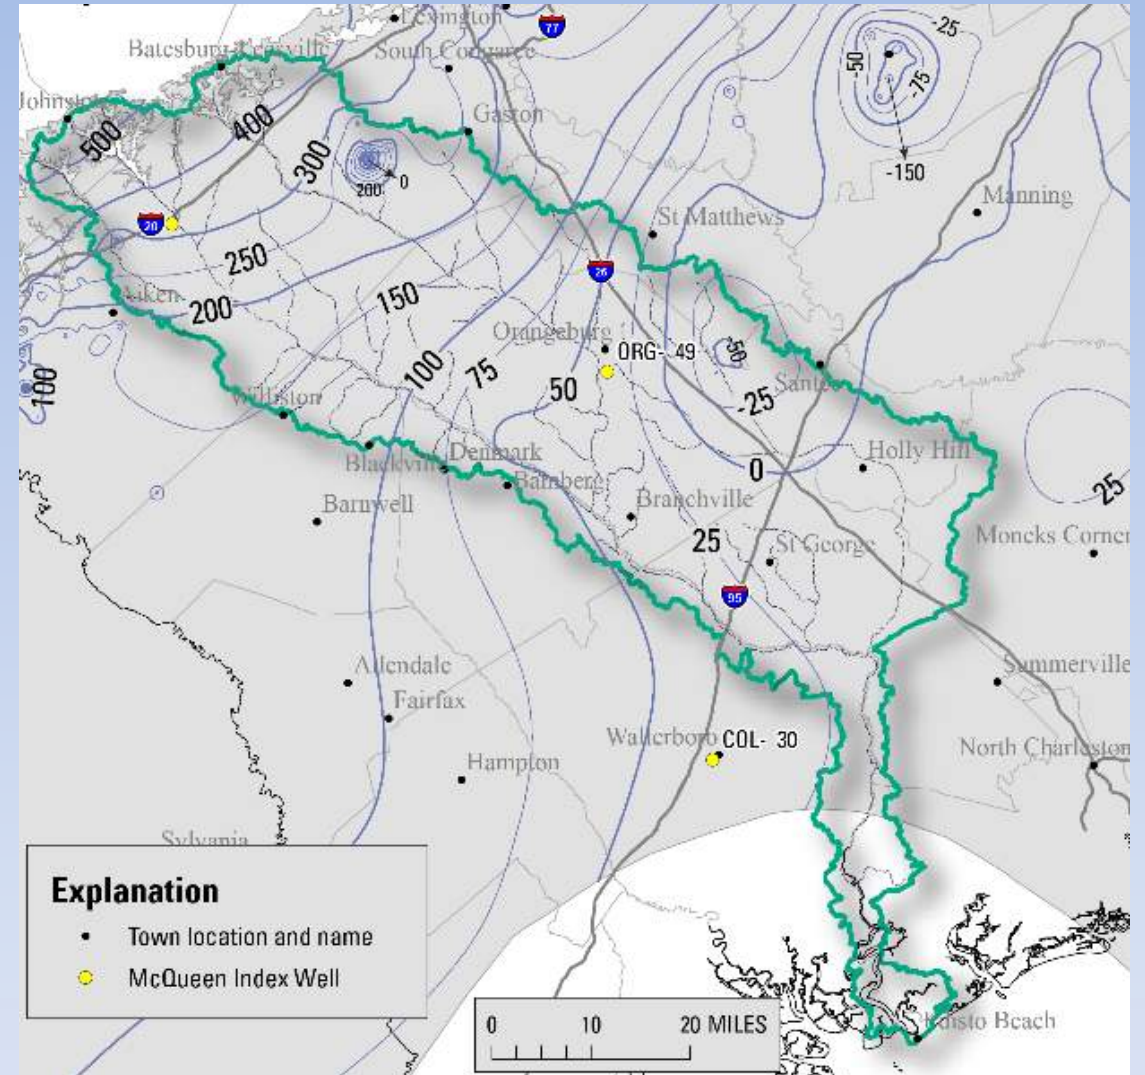 Lexington
77
-25
Batesburg-Leesville
South Congaree
-50
-75
Johnston
Gaston
500
400
300
200
0
-150
Manning
St Matthews
20
250
26
Aiken
200
150
Orangeburg
ORG- 49
-50
100
100
75
50
-25
Santee
Williston
Denmark
0
Holly Hill
Blackville
Bamberg
25
Barnwell
Branchville
25
St George
Moncks Corner
95
Allendale
Summerville
Fairfax
Walterboro
COL- 30
North Charleston
Hampton
Sylvania
Explanation
Town location and name
McQueen Index Well
0 10 20 MILES
Edisto Beach